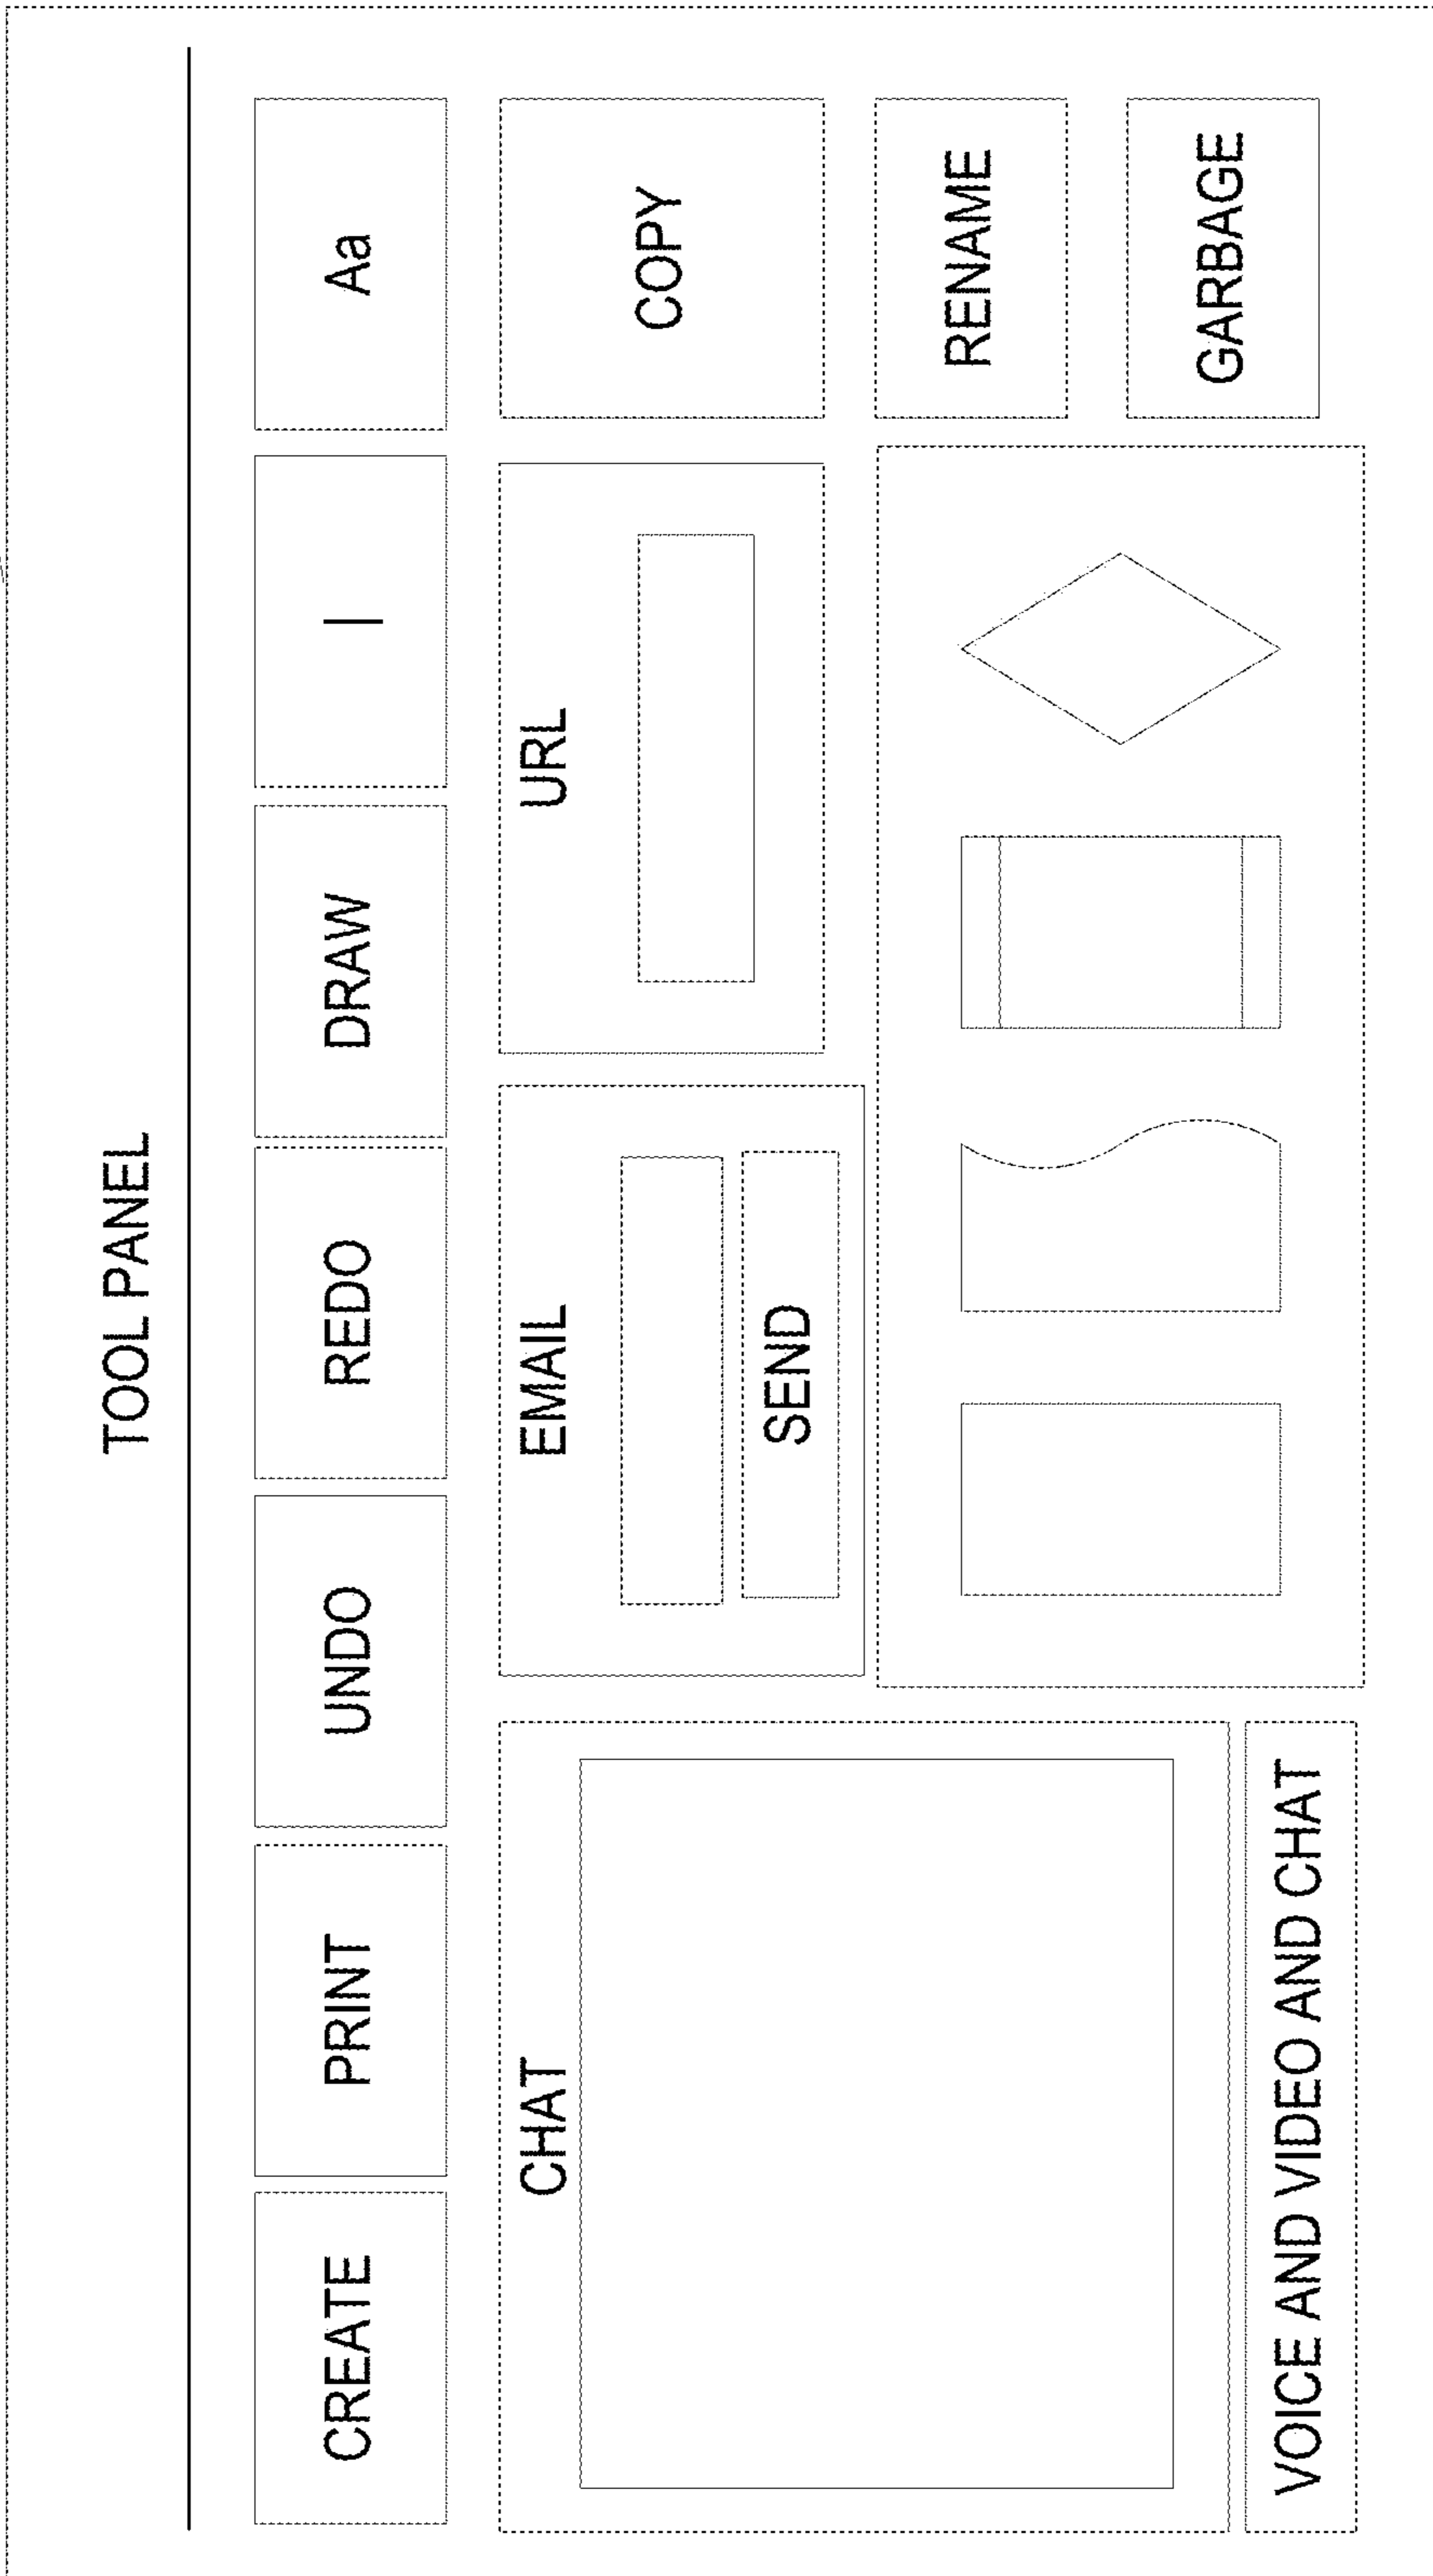 TOOL PANEL
CREATE PRINT UNDO REDO DRAW | Aa
CHAT EMAIL URL COPY
SEND
RENAME
GARBAGE
VOICE AND VIDEO AND CHAT